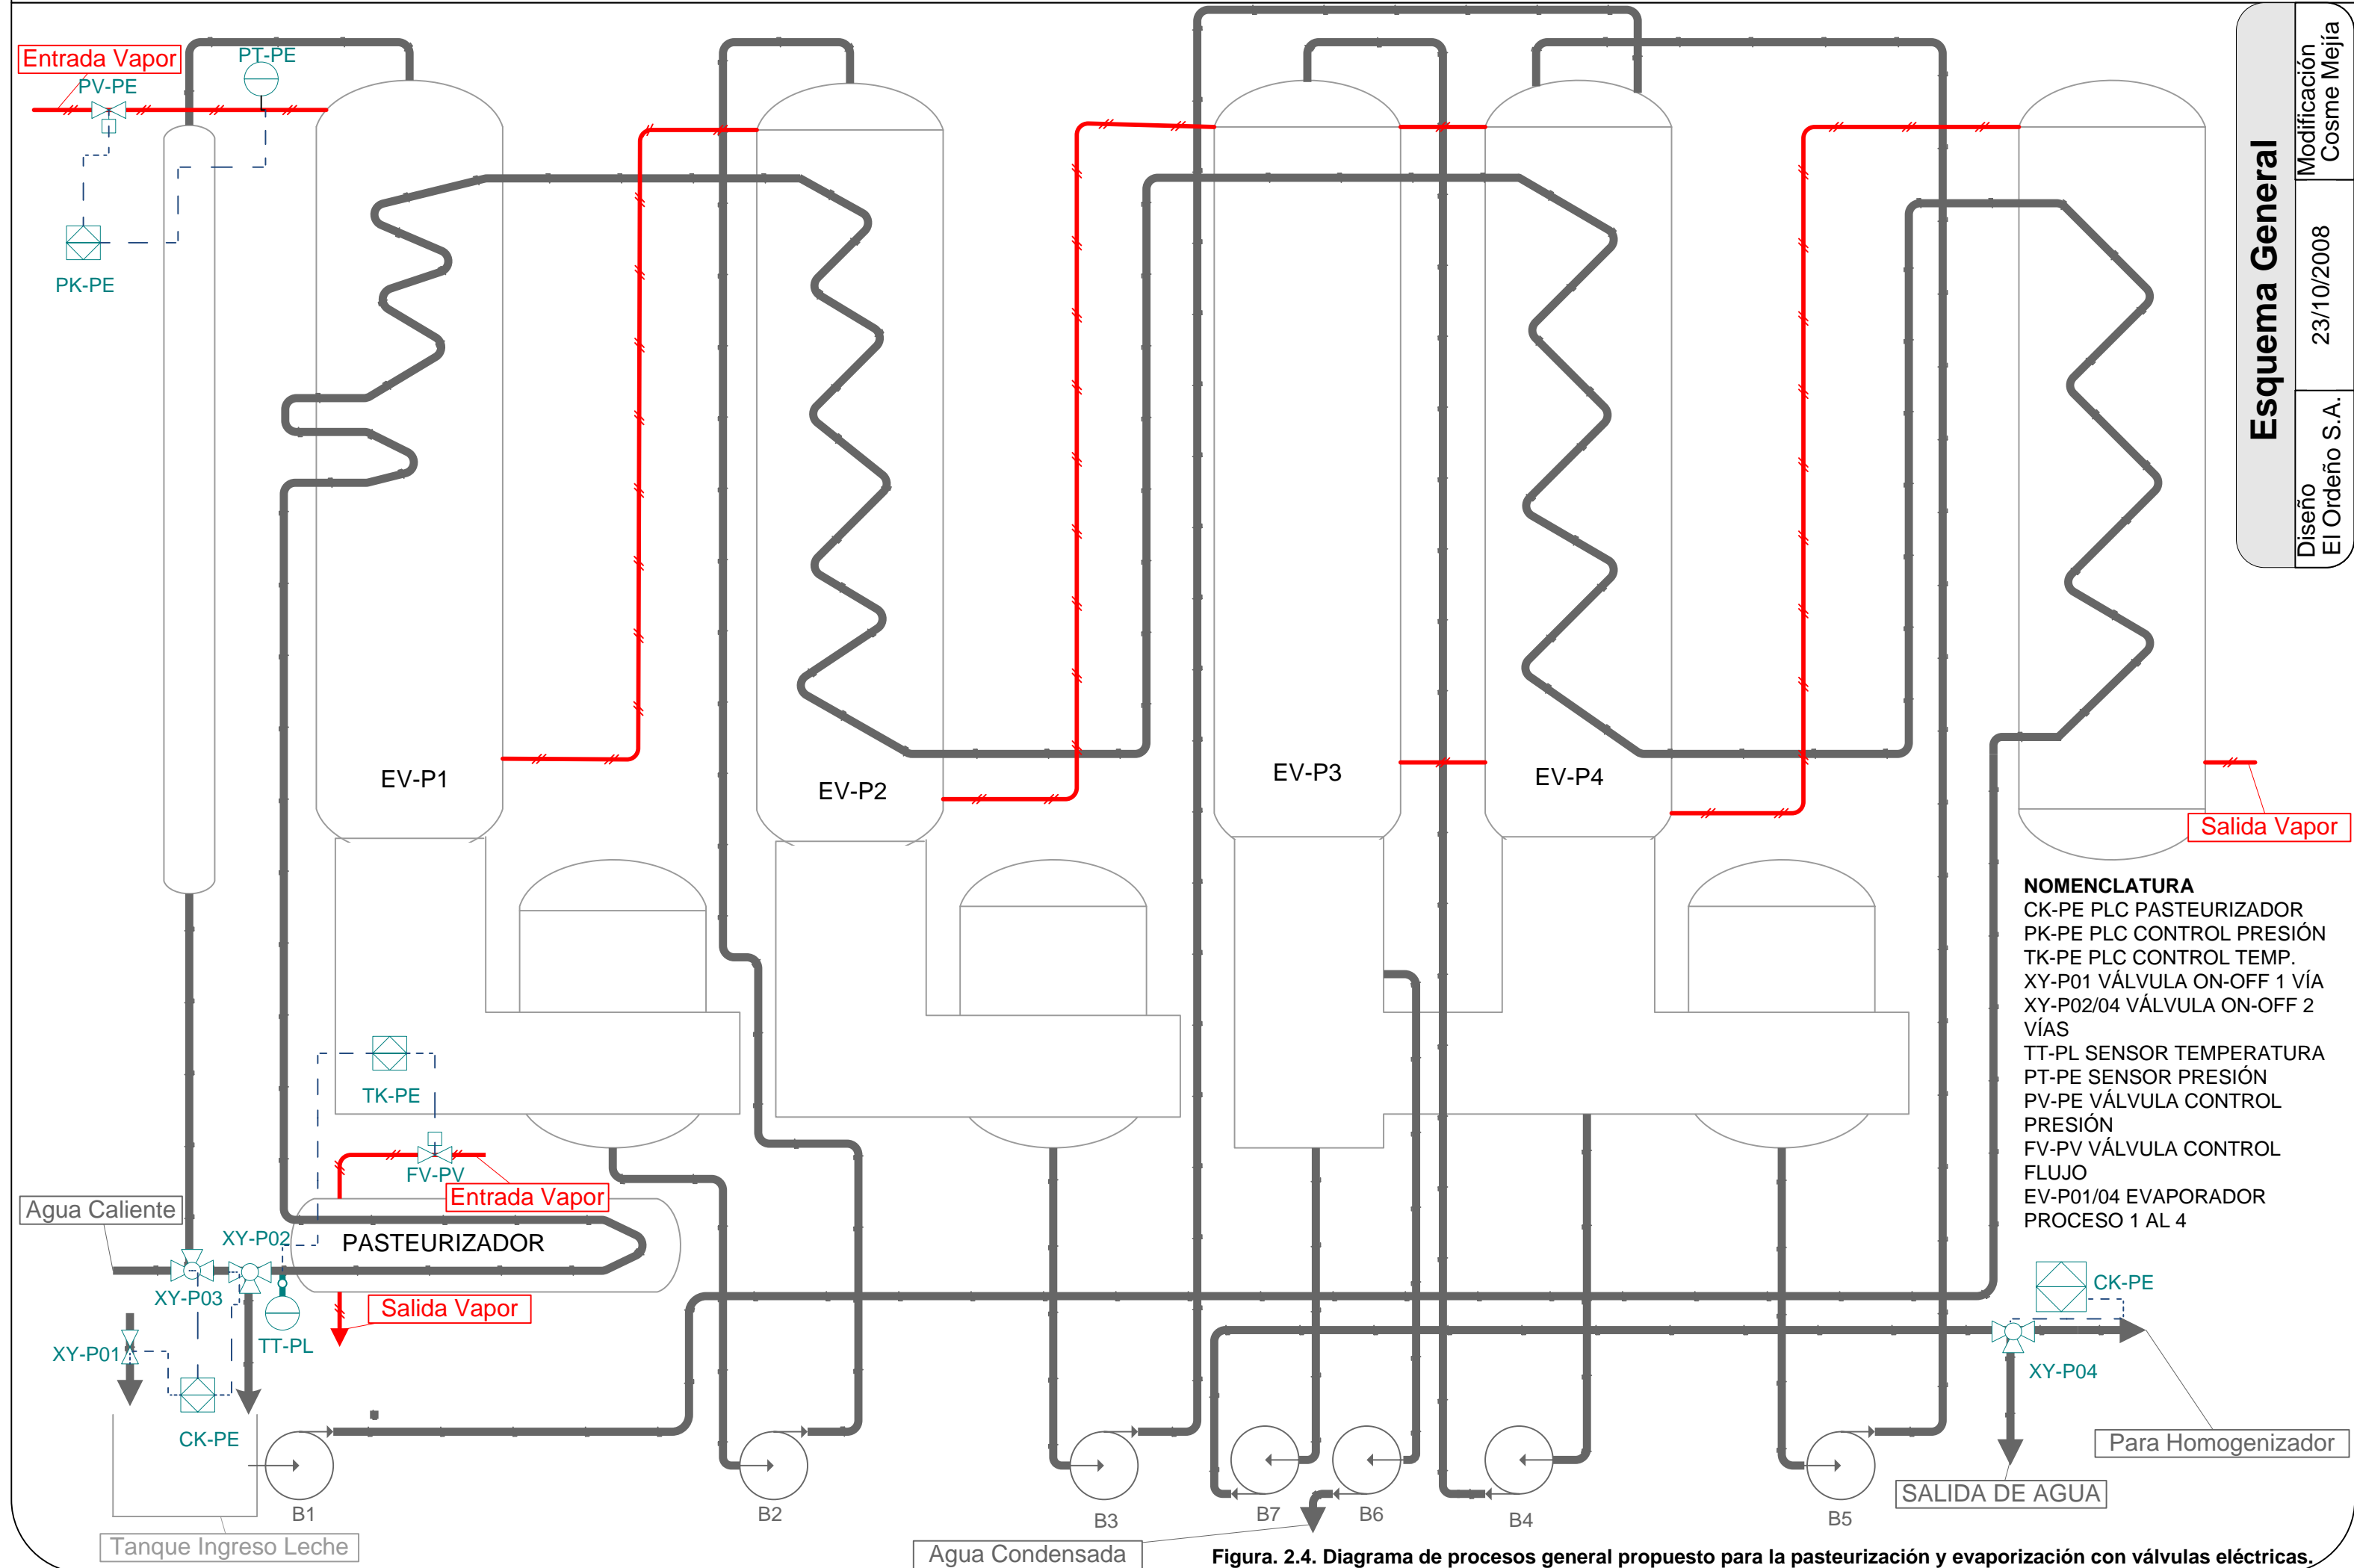 Entrada Vapor
PV-PE
PT-PE
PK-PE
EV-P1
EV-P2
EV-P3
EV-P4
Esquema General
Modificación
Cosme Mejía
23/10/2008
Diseño
El Ordeño S.A.
Salida Vapor
NOMENCLATURA
CK-PE PLC PASTEURIZADOR
PK-PE PLC CONTROL PRESIÓN
TK-PE PLC CONTROL TEMP.
XY-P01 VÁLVULA ON-OFF 1 VÍA
XY-P02/04 VÁLVULA ON-OFF 2
VÍAS
TT-PL SENSOR TEMPERATURA
PT-PE SENSOR PRESIÓN
PV-PE VÁLVULA CONTROL
PRESIÓN
FV-PV VÁLVULA CONTROL
FLUJO
EV-P01/04 EVAPORADOR
PROCESO 1 AL 4
TK-PE
FV-PV
Entrada Vapor
Agua Caliente
XY-P02
PASTEURIZADOR
XY-P03
Salida Vapor
TT-PL
XY-P01
CK-PE
CK-PE
XY-P04
Para Homogenizador
SALIDA DE AGUA
B1
B2
B3
B7
B6
B4
B5
Tanque Ingreso Leche
Agua Condensada
Figura. 2.4. Diagrama de procesos general propuesto para la pasteurización y evaporización con válvulas eléctricas.